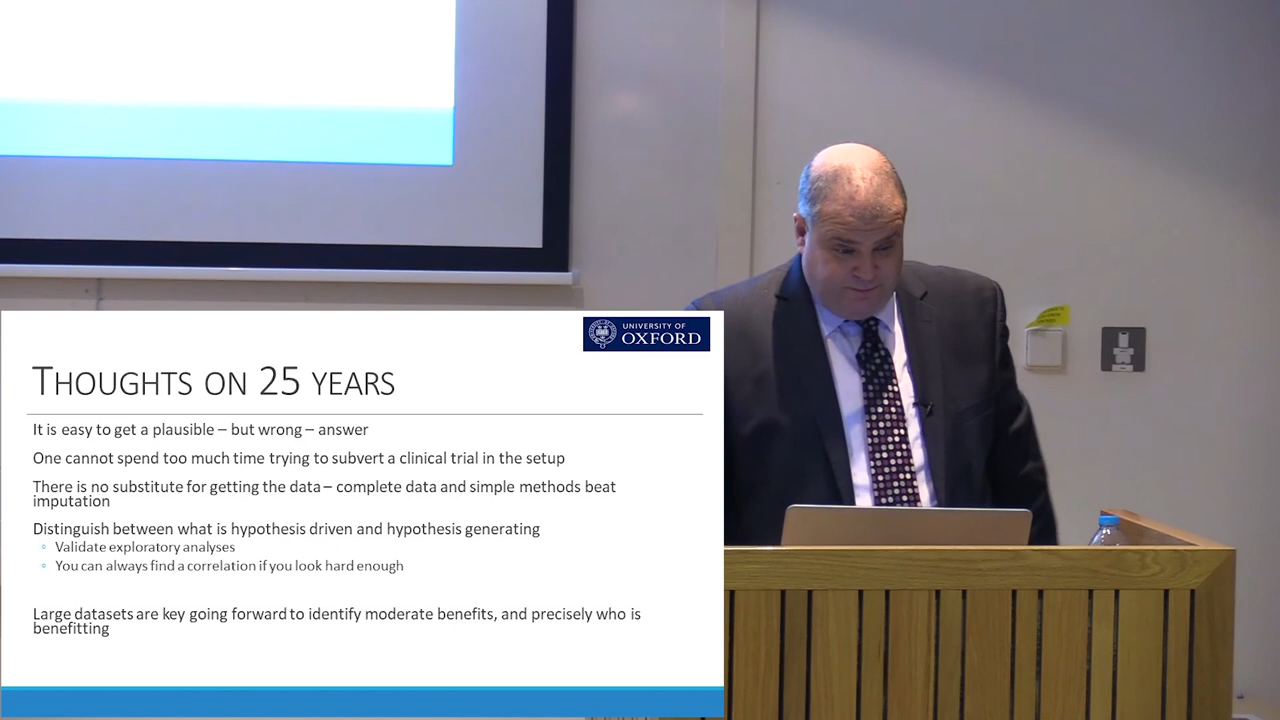 UNIVERSITY OF
OXFORD
THOUGHTS ON 25 YEARS
It is easy to get a plausible – but wrong – answer
One cannot spend too much time trying to subvert a clinical trial in the setup
There is no substitute for getting the data – complete data and simple methods beat
imputation
Distinguish between what is hypothesis driven and hypothesis generating
◦ Validate exploratory analyses
◦ You can always find a correlation if you look hard enough
Large datasets are key going forward to identify moderate benefits, and precisely who is
benefitting